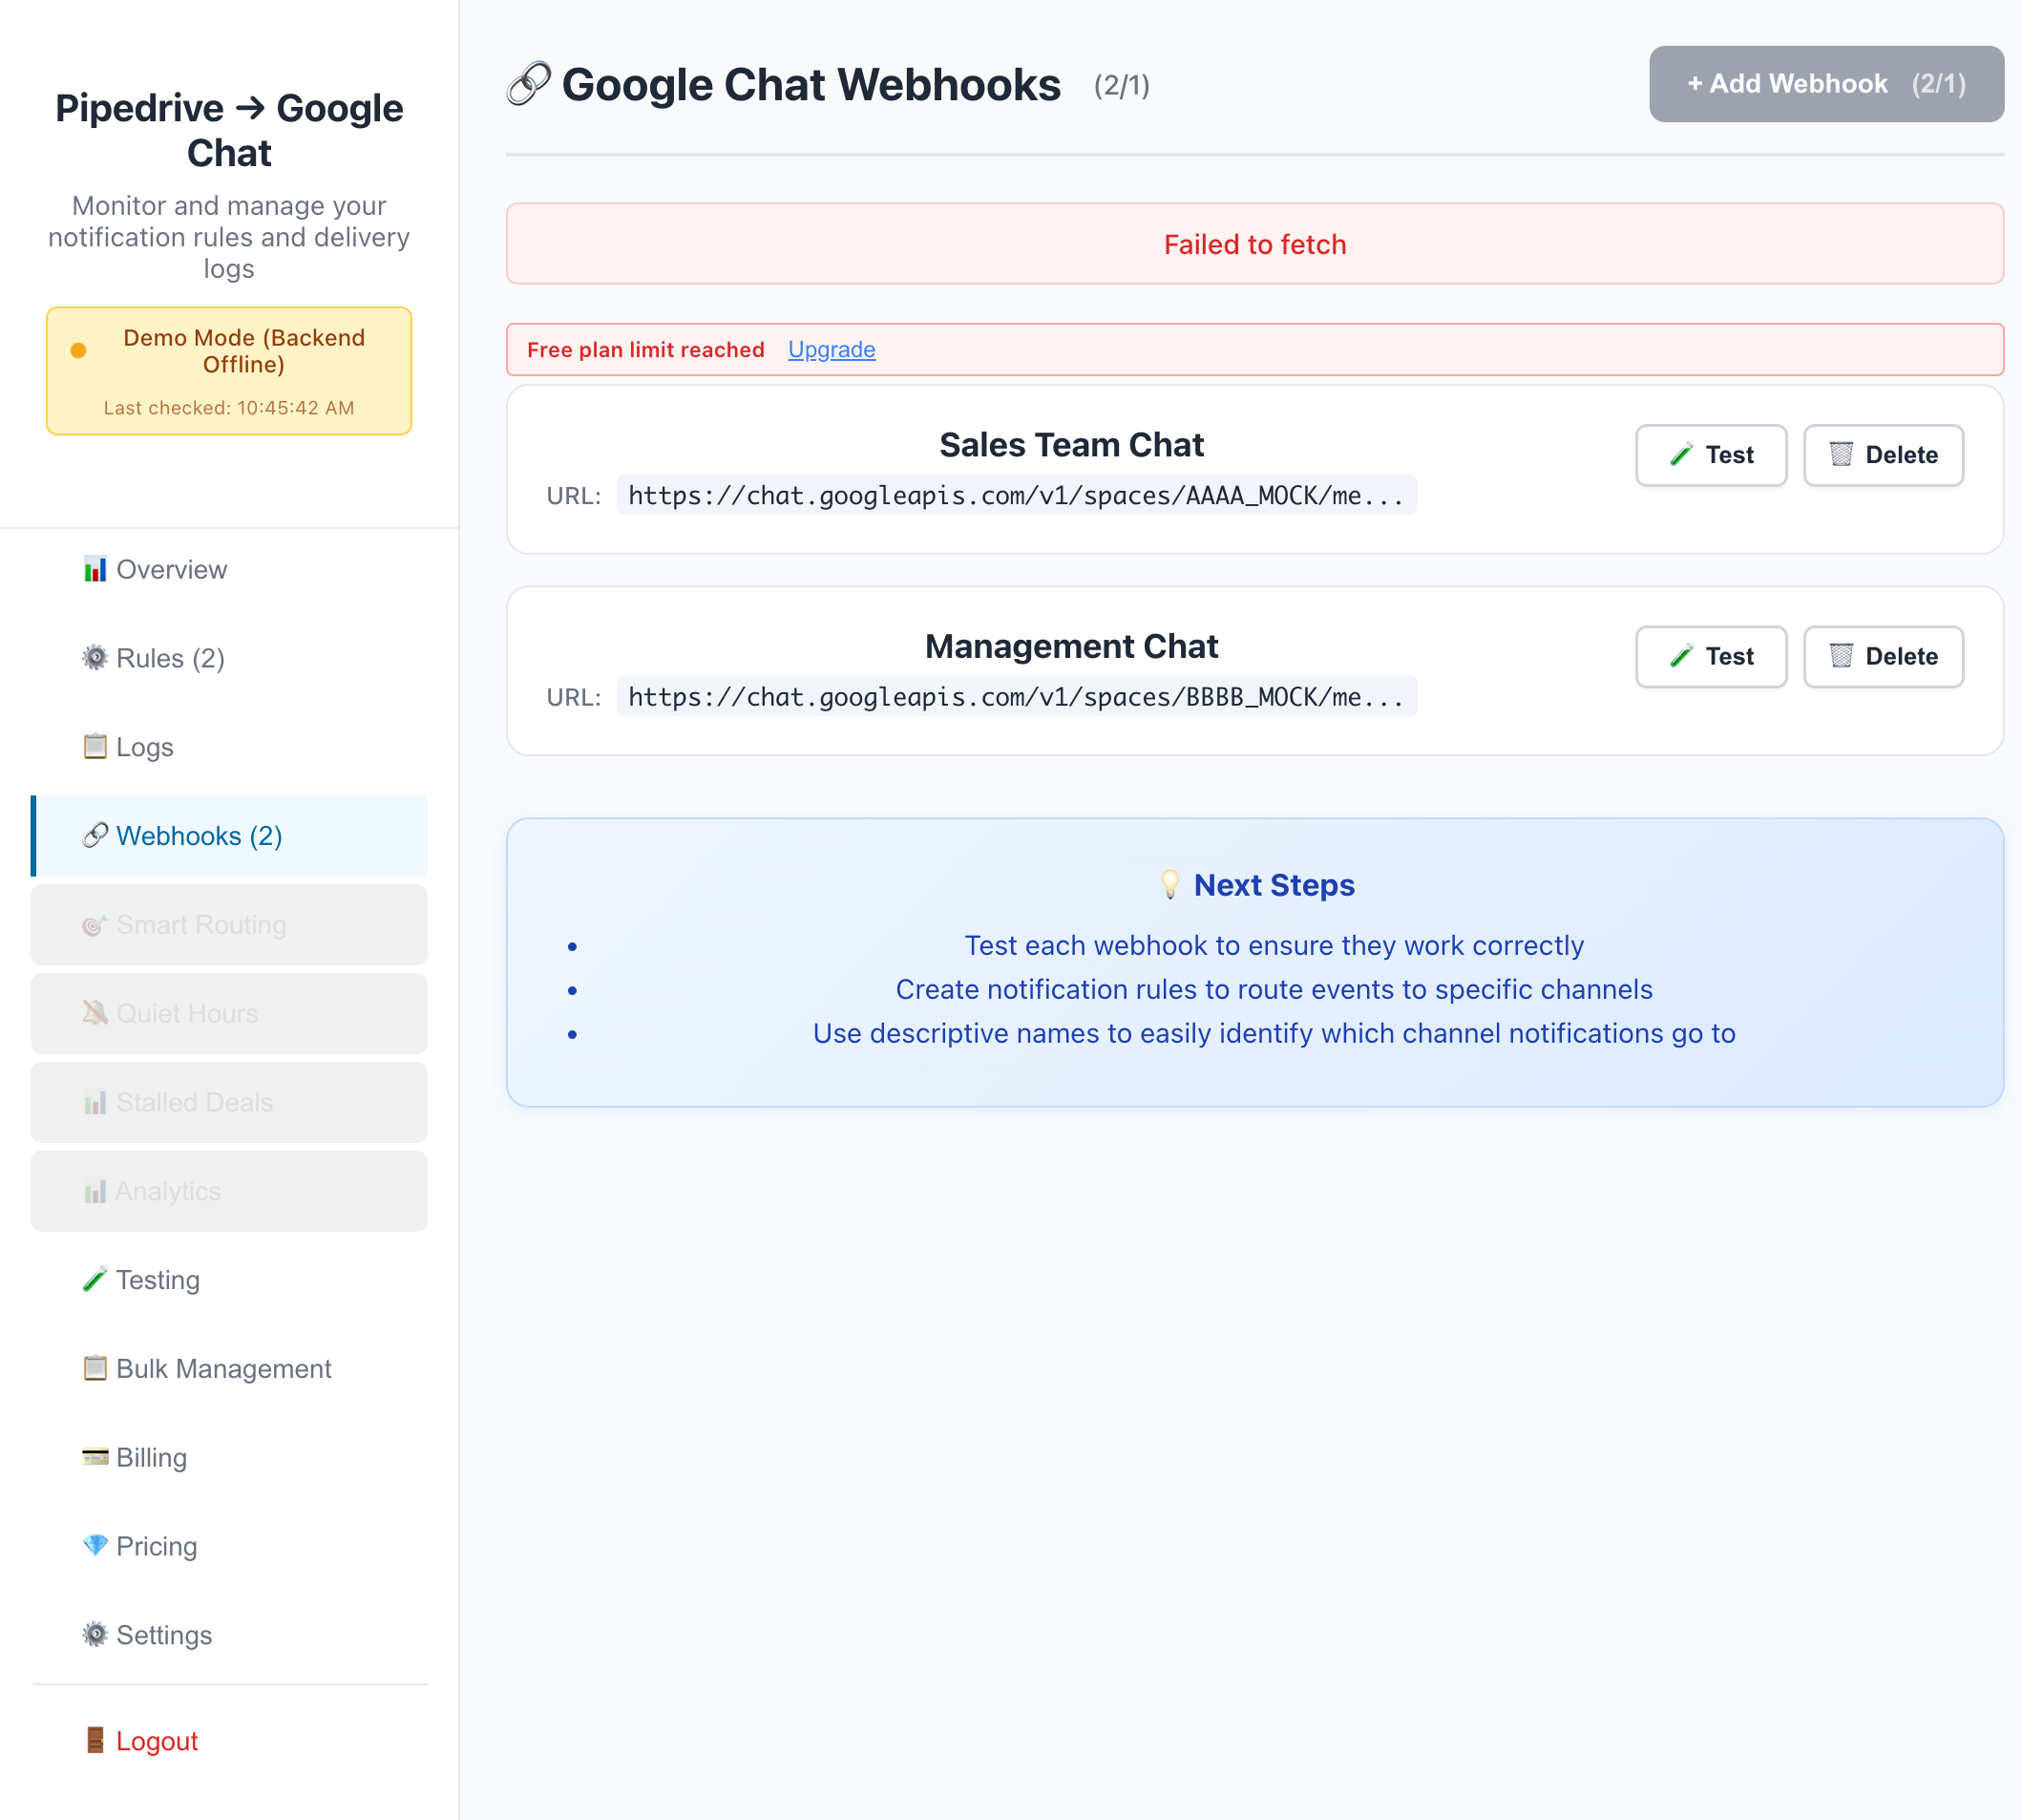 Pipedrive → Google
Chat
Monitor and manage your
notification rules and delivery
logs
Demo Mode (Backend
Offline)
Last checked: 10:45:42 AM
Overview
Rules (2)
Logs
Webhooks (2)
Smart Routing
Quiet Hours
Stalled Deals
Analytics
Testing
Bulk Management
Billing
Pricing
Settings
Logout
Google Chat Webhooks (2/1)
+ Add Webhook (2/1)
Failed to fetch
Free plan limit reached Upgrade
Sales Team Chat
URL: https://chat.googleapis.com/v1/spaces/AAAA_MOCK/me...
Test
Delete
Management Chat
URL: https://chat.googleapis.com/v1/spaces/BBBB_MOCK/me...
Test
Delete
Next Steps
• Test each webhook to ensure they work correctly
• Create notification rules to route events to specific channels
• Use descriptive names to easily identify which channel notifications go to